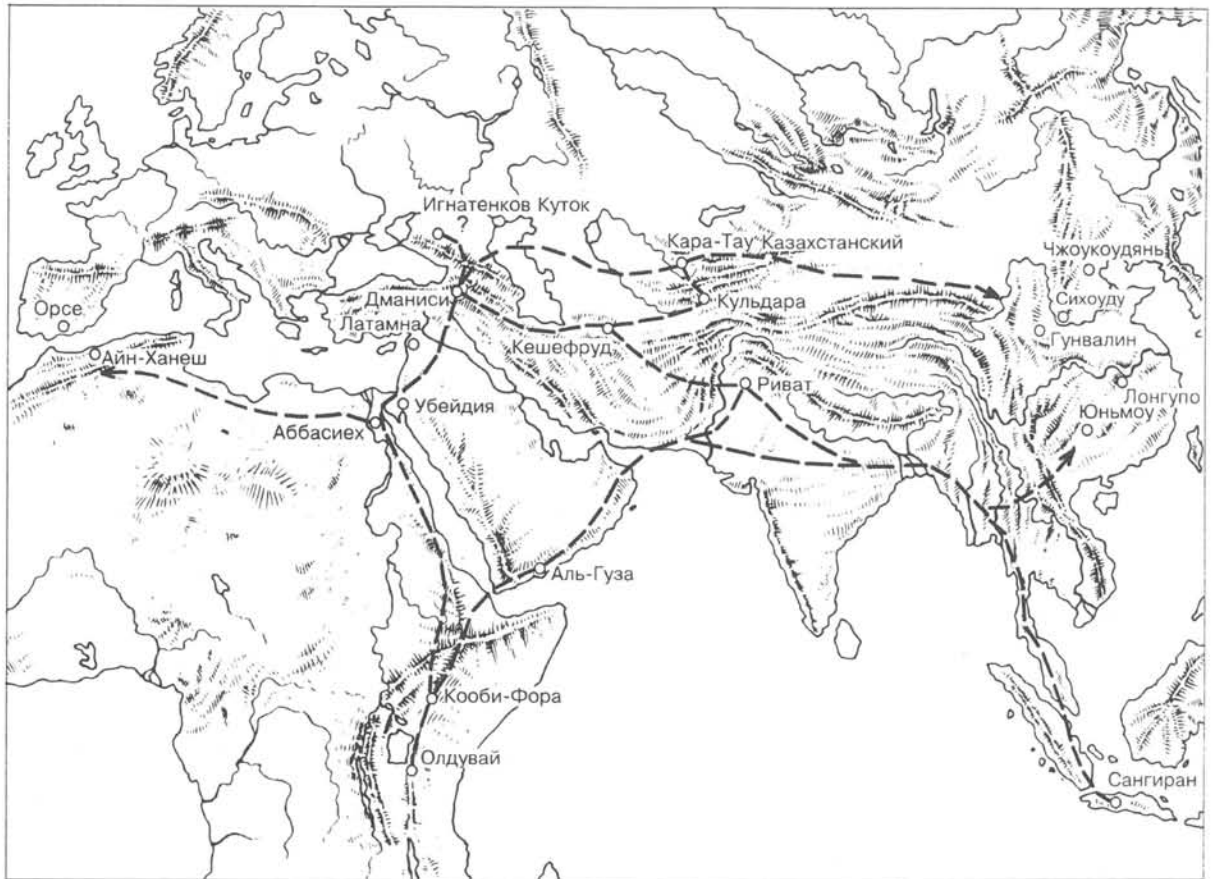 Игнатенков Куток
?
Кара-Тау Казахстанский
Чжоукоудянь
Орсе
Дманиси
Кульдара
Сихоуду
Латамна
Кешефруд
Гунвалин
Айн-Ханеш
Риват
Лонгупо
Убейдия
Юньмоу
Аббасиех
Аль-Гуза
Кооби-Фора
Олдувай
Сангиран